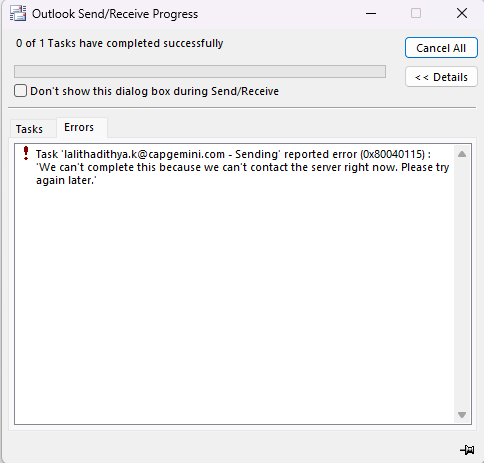 Outlook Send/Receive Progress
0 of 1 Tasks have completed successfully
Cancel All
<< Details
Don't show this dialog box during Send/Receive
Tasks
Errors
Task 'lalithadithya.k@capgemini.com - Sending' reported error (0x80040115) :
'We can't complete this because we can't contact the server right now. Please try
again later.'